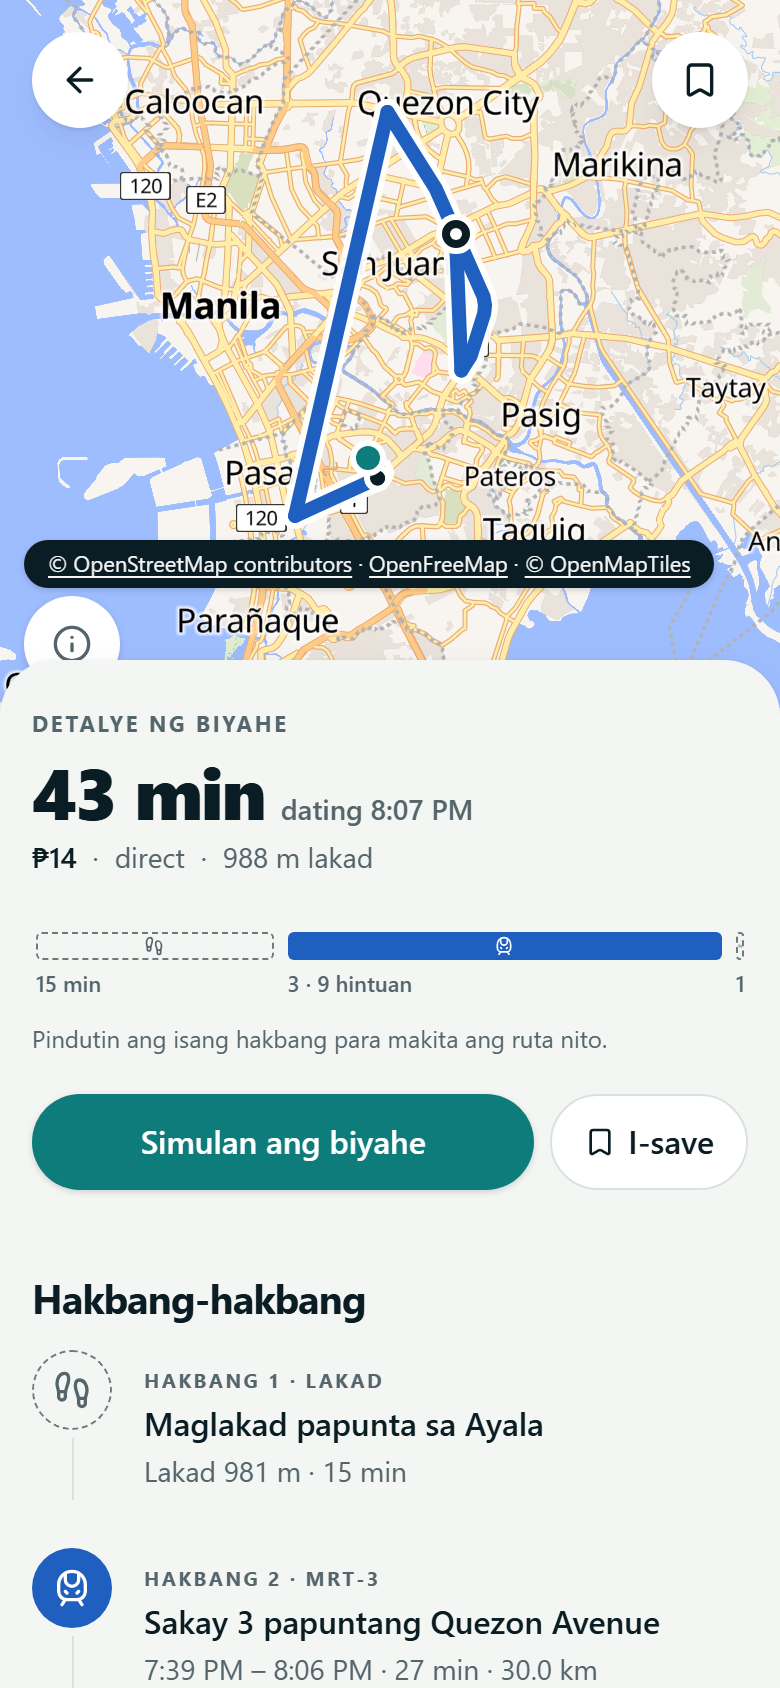 Caloocan
Quezon City
Marikina
120
E2
San Juan
Manila
Taytay
Pasig
Pasa
Pateros
120
Taguig
An
© OpenStreetMap contributors · OpenFreeMap · © OpenMapTiles
Parañaque
DETALYE NG BIYAHE
43 min dating 8:07 PM
₱14 · direct · 988 m lakad
15 min
3 · 9 hintuan
1
Pindutin ang isang hakbang para makita ang ruta nito.
Simulan ang biyahe
I-save
Hakbang-hakbang
HAKBANG 1 · LAKAD
Maglakad papunta sa Ayala
Lakad 981 m · 15 min
HAKBANG 2 · MRT-3
Sakay 3 papuntang Quezon Avenue
7:39 PM – 8:06 PM · 27 min · 30.0 km